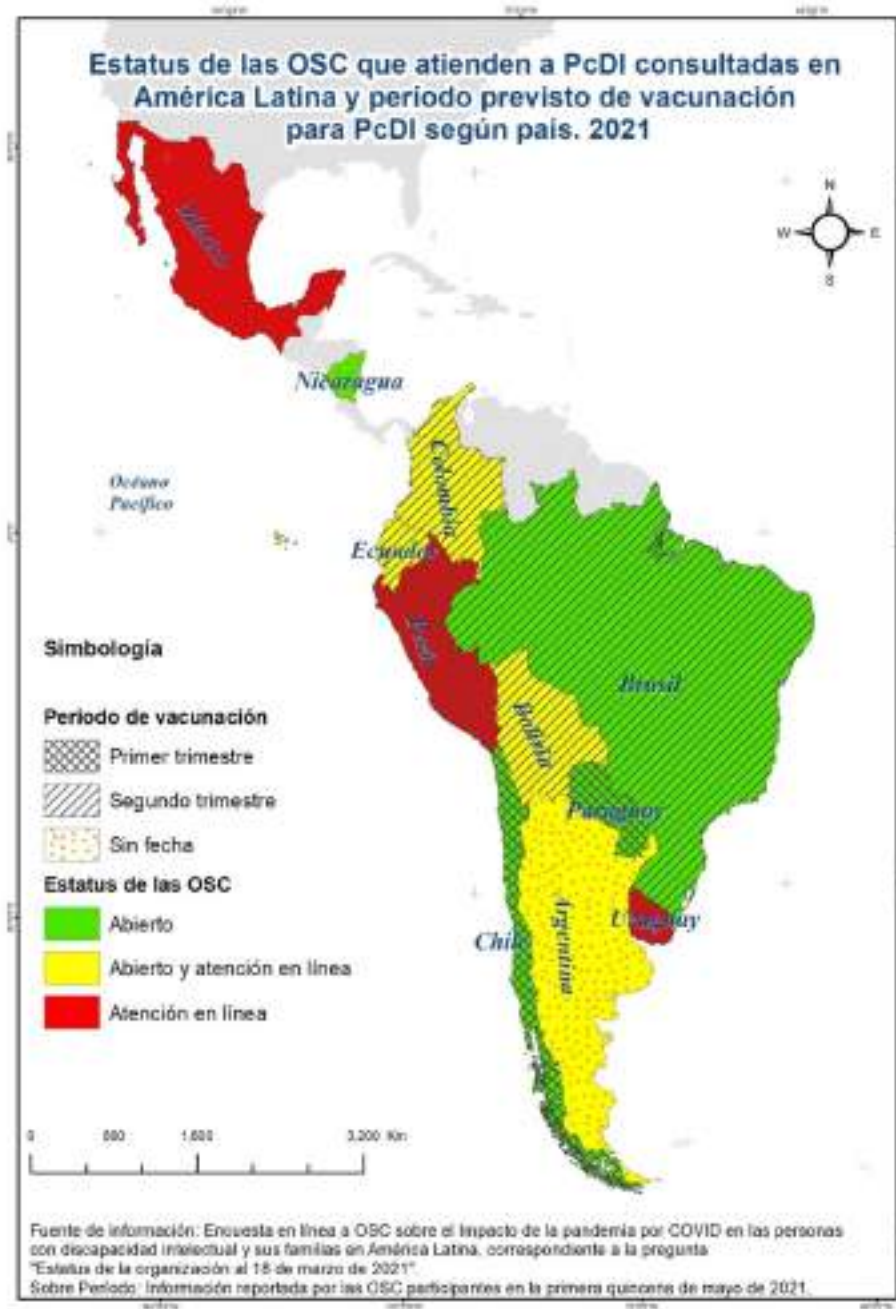 Estatus de las OSC que atienden a PcDI consultadas en
América Latina y periodo previsto de vacunación
para PcDI según país. 2021
N
W
E
S
México
Nicaragua
Océano
Pacífico
Colombia
Ecuador
Perú
Brasil
Bolivia
Paraguay
Uruguay
Chile
Argentina
Simbología
Período de vacunación
Primer trimestre
Segundo trimestre
Sin fecha
Estatus de las OSC
Abierto
Abierto y atención en línea
Atención en línea
0 800 1,600 3,200 Km
Fuente de información: Encuesta en línea a OSC sobre el Impacto de la pandemia por COVID en las personas
con discapacidad intelectual y sus familias en América Latina, correspondiente a la pregunta
"Estatus de la organización al 18 de marzo de 2021".
Sobre Período: Información reportada por las OSC participantes en la primera quincena de mayo de 2021.